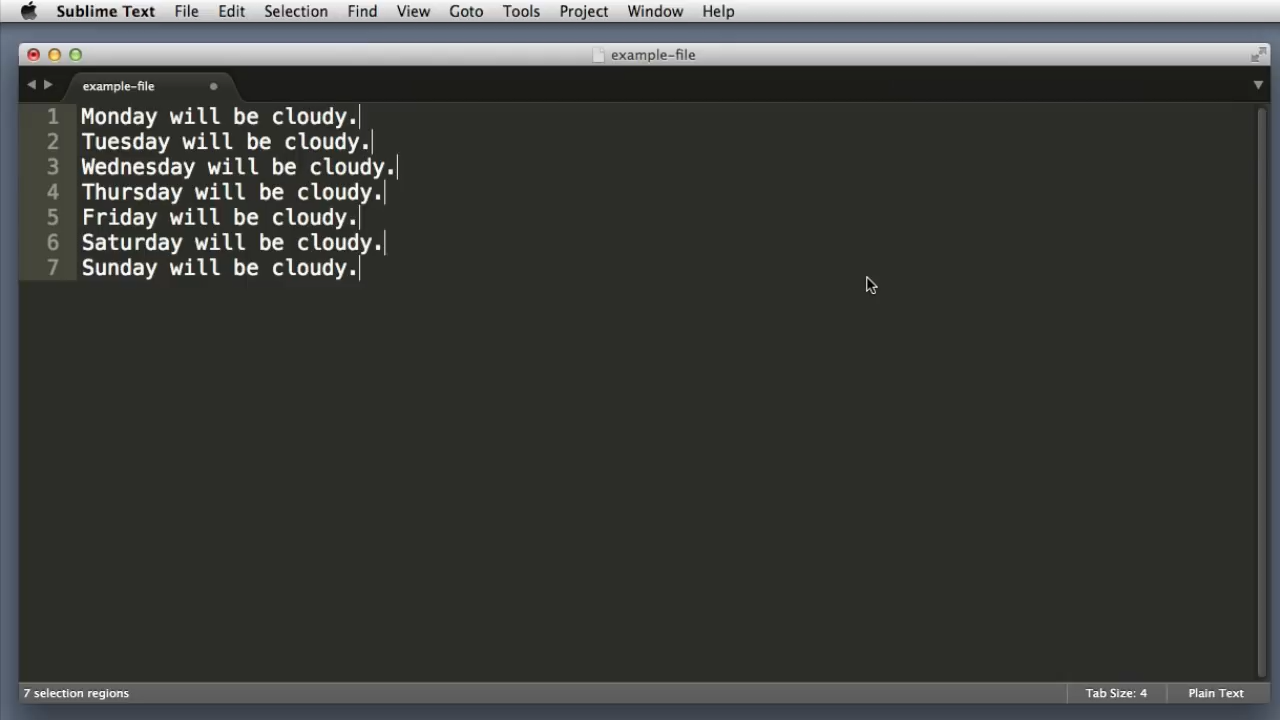 Sublime Text File Edit Selection Find View Goto Tools Project Window Help
example-file
example-file
1 Monday will be cloudy.
2 Tuesday will be cloudy.
3 Wednesday will be cloudy.
4 Thursday will be cloudy.
5 Friday will be cloudy.
6 Saturday will be cloudy.
7 Sunday will be cloudy.
7 selection regions Tab Size: 4 Plain Text